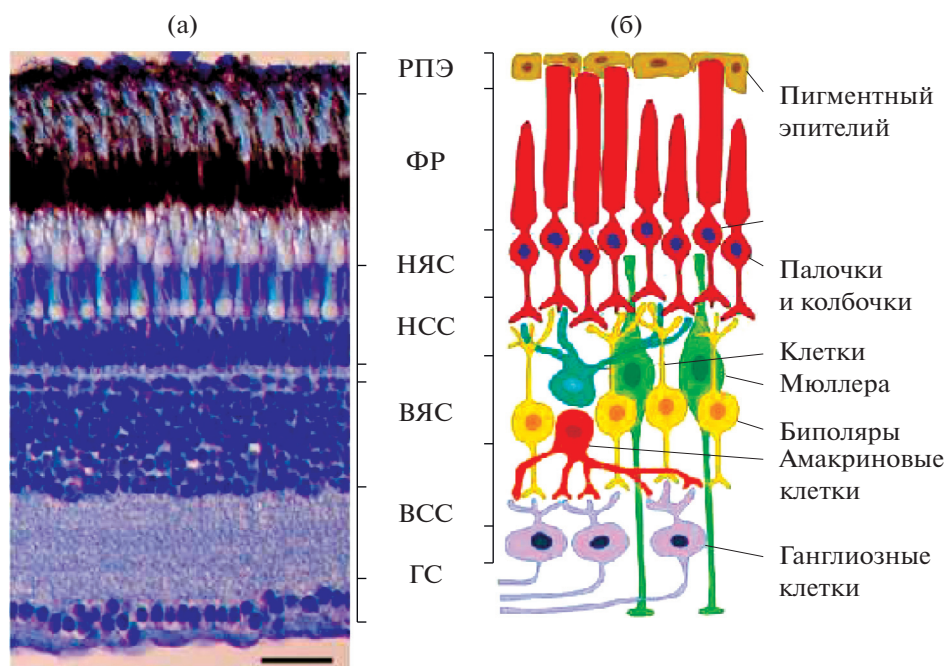 (а)
(б)
РПЭ
ФР
НЯС
НСС
ВЯС
ВСС
ГС
Пигментный
эпителий
Палочки
и колбочки
Клетки
Мюллера
Биполяры
Амакриновые
клетки
Ганглиозные
клетки